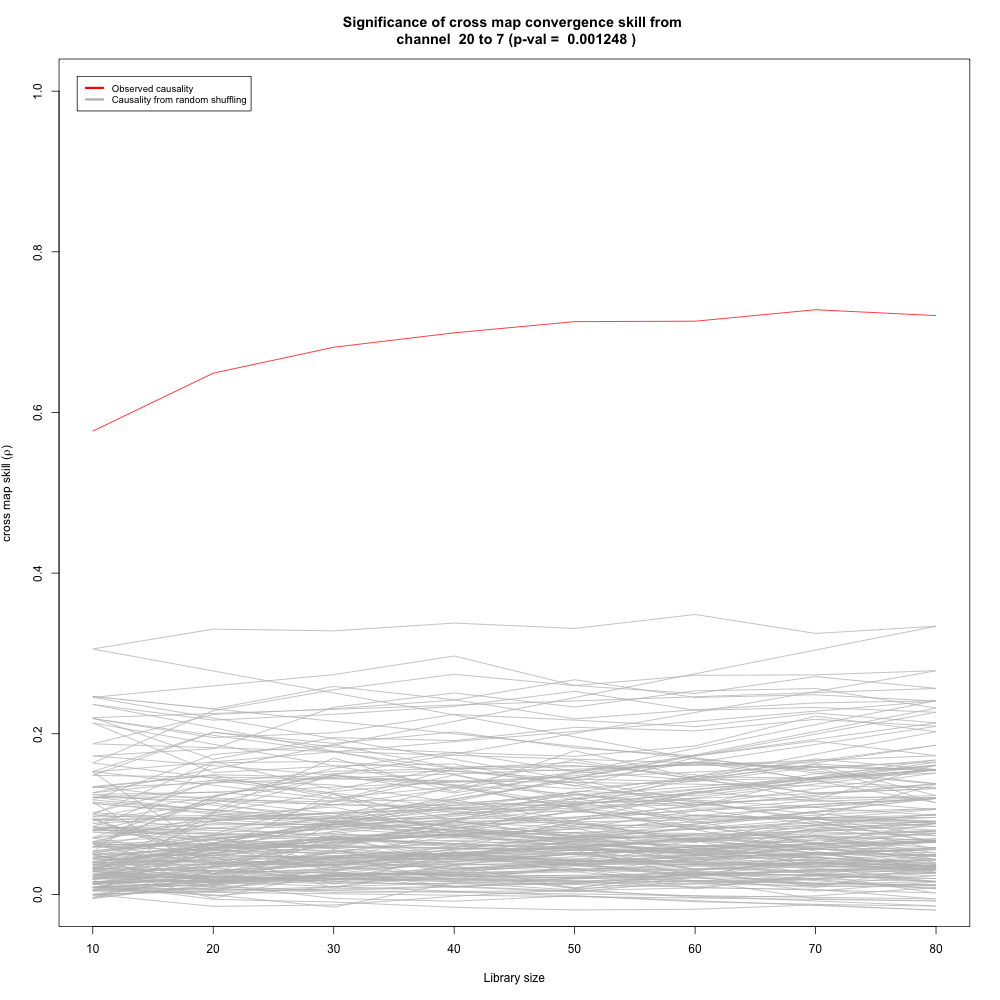 Significance of cross map convergence skill from
channel  20 to 7 (p-val =  0.001248 )
Observed causality
Causality from random shuffling
1.0
0.8
0.6
0.4
0.2
0.0
cross map skill (ρ)
10 20 30 40 50 60 70 80
Library size